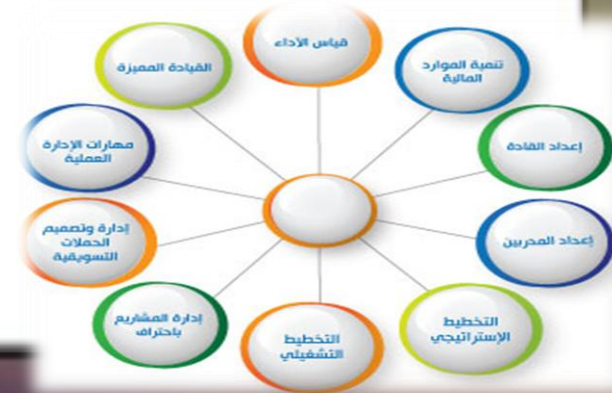 قياس الأداء
تنمية الموارد
المالية
إعداد القادة
إعداد المدربين
التخطيط
الإستراتيجي
التخطيط
التشغيلي
إدارة المشاريع
باحتراف
إدارة وتصميم
الحملات
التسويقية
مهارات الإدارة
العملية
القيادة المميزة